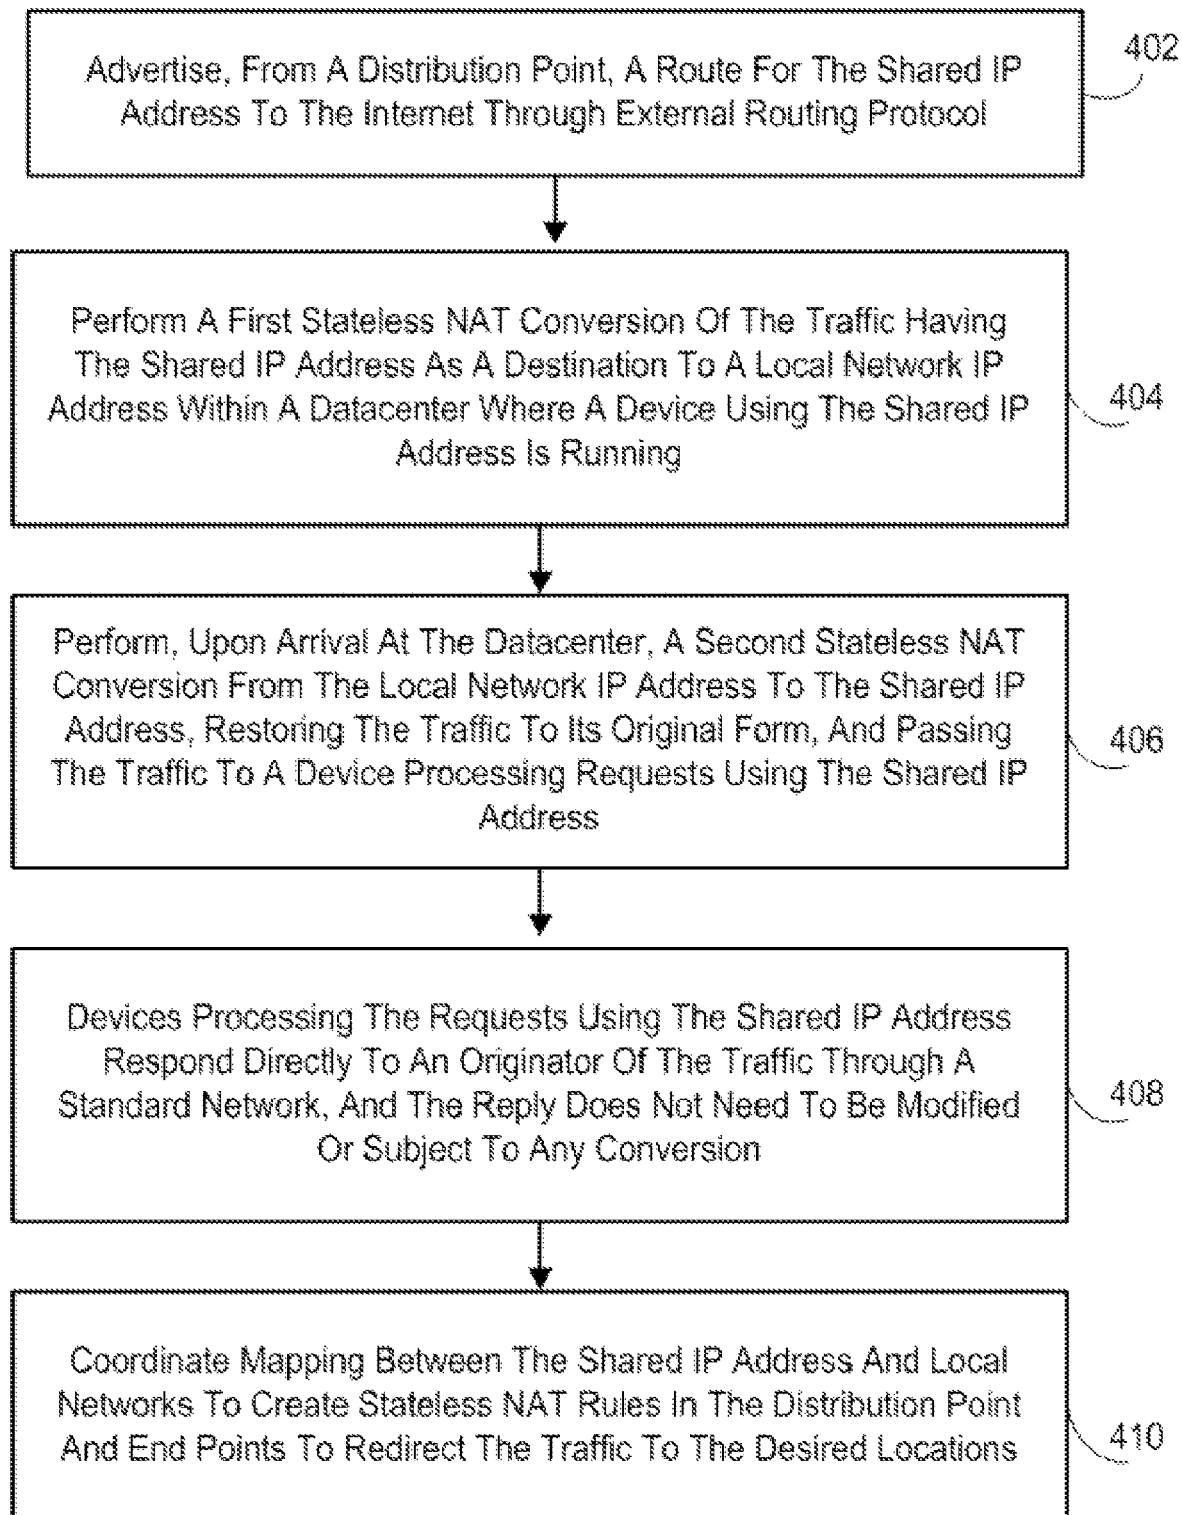 Advertise, From A Distribution Point, A Route For The Shared IP
Address To The Internet Through External Routing Protocol
402
Perform A First Stateless NAT Conversion Of The Traffic Having
The Shared IP Address As A Destination To A Local Network IP
Address Within A Datacenter Where A Device Using The Shared IP
Address Is Running
404
Perform, Upon Arrival At The Datacenter, A Second Stateless NAT
Conversion From The Local Network IP Address To The Shared IP
Address, Restoring The Traffic To Its Original Form, And Passing
The Traffic To A Device Processing Requests Using The Shared IP
Address
406
Devices Processing The Requests Using The Shared IP Address
Respond Directly To An Originator Of The Traffic Through A
Standard Network, And The Reply Does Not Need To Be Modified
Or Subject To Any Conversion
408
Coordinate Mapping Between The Shared IP Address And Local
Networks To Create Stateless NAT Rules In The Distribution Point
And End Points To Redirect The Traffic To The Desired Locations
410